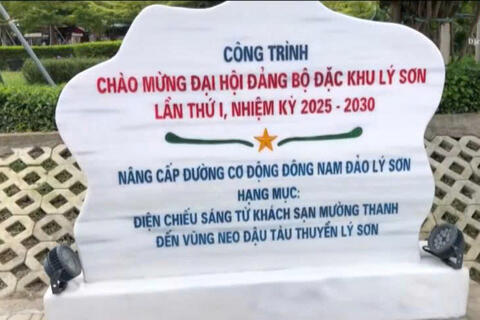 CÔNG TRÌNH
CHÀO MỪNG ĐẠI HỘI ĐẢNG BỘ ĐẶC KHU LÝ SƠN
LẦN THỨ I, NHIỆM KỲ 2025 - 2030
NÂNG CẤP ĐƯỜNG CƠ ĐỘNG ĐÔNG NAM ĐẢO LÝ SƠN
HẠNG MỤC:
ĐIỆN CHIẾU SÁNG TỪ KHÁCH SẠN MƯỜNG THANH
ĐẾN VŨNG NEO ĐẬU TÀU THUYỀN LÝ SƠN